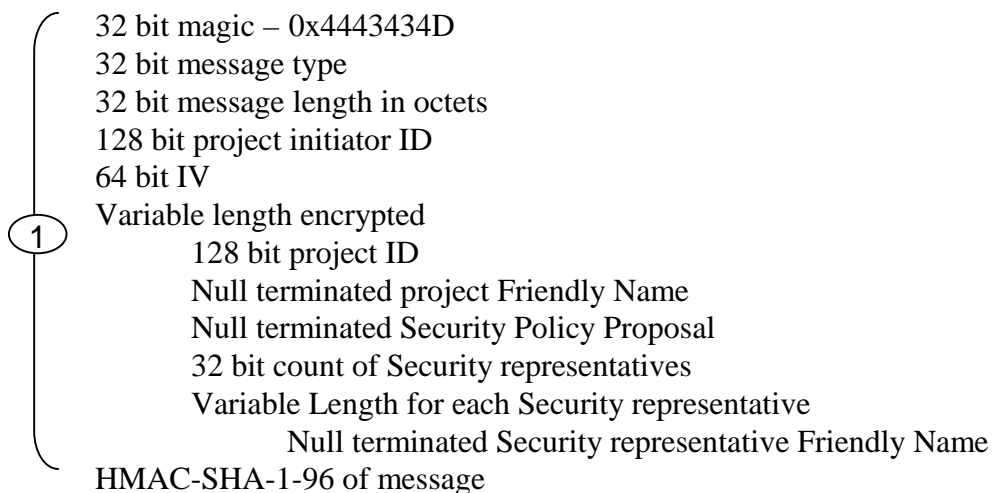 32 bit magic – 0x4443434D
32 bit message type
32 bit message length in octets
128 bit project initiator ID
64 bit IV
Variable length encrypted
1
128 bit project ID
Null terminated project Friendly Name
Null terminated Security Policy Proposal
32 bit count of Security representatives
Variable Length for each Security representative
Null terminated Security representative Friendly Name
HMAC-SHA-1-96 of message